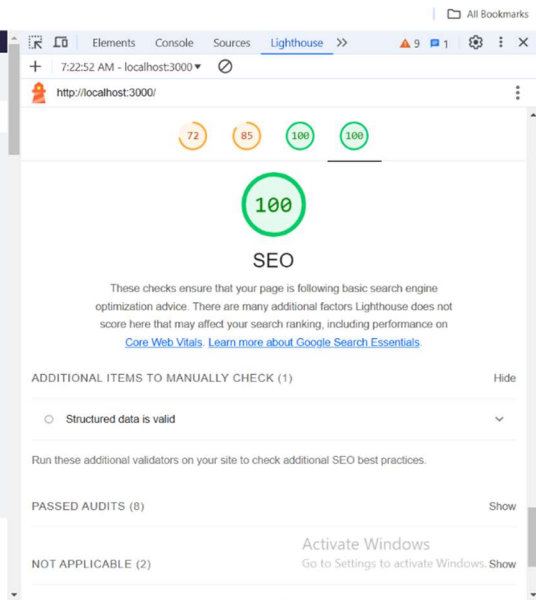 All Bookmarks
Elements Console Sources Lighthouse 9 1
7:22:52 AM - localhost:3000
http://localhost:3000/
72 85 100 100
100
SEO
These checks ensure that your page is following basic search engine
optimization advice. There are many additional factors Lighthouse does not
score here that may affect your search ranking, including performance on
Core Web Vitals. Learn more about Google Search Essentials.
ADDITIONAL ITEMS TO MANUALLY CHECK (1) Hide
Structured data is valid
Run these additional validators on your site to check additional SEO best practices.
PASSED AUDITS (8) Show
Activate Windows
NOT APPLICABLE (2) Go to Settings to activate Windows. Show